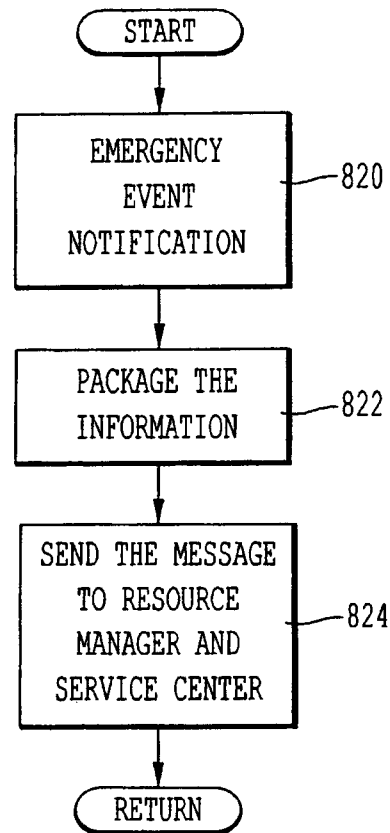 START
EMERGENCY
EVENT
NOTIFICATION
820
PACKAGE THE
INFORMATION
822
SEND THE MESSAGE
TO RESOURCE
MANAGER AND
SERVICE CENTER
824
RETURN